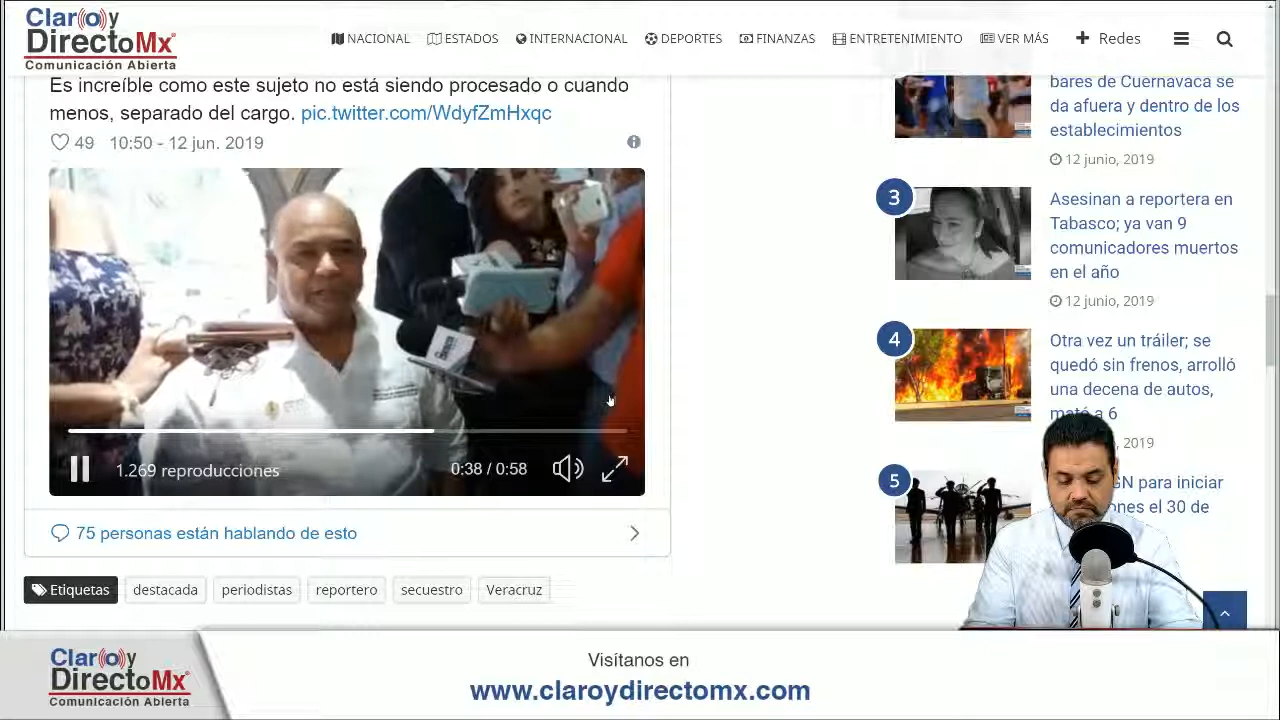 Clar(o)y
DirectoMx
Comunicación Abierta
NACIONAL
ESTADOS
INTERNACIONAL
DEPORTES
FINANZAS
ENTRETENIMIENTO
VER MÁS
+ Redes
Es increíble como este sujeto no está siendo procesado o cuando
menos, separado del cargo. pic.twitter.com/WdyfZmHxqc
49 10:50 - 12 jun. 2019
1.269 reproducciones
0:38 / 0:58
75 personas están hablando de esto
Etiquetas
destacada
periodistas
reportero
secuestro
Veracruz
bares de Cuernavaca se
da afuera y dentro de los
establecimientos
12 junio, 2019
3
Asesinan a reportera en
Tabasco; ya van 9
comunicadores muertos
en el año
12 junio, 2019
4
Otra vez un tráiler; se
quedó sin frenos, arrolló
una decena de autos,
mató a 6
, 2019
5
GN para iniciar
ones el 30 de
Clar(o)y
DirectoMx
Comunicación Abierta
Visítanos en
www.claroydirectomx.com